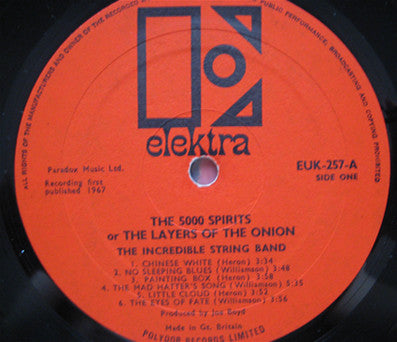 ALL RIGHTS OF THE MANUFACTURERS AND OWNER OF THE RECORDED
PUBLIC PERFORMANCE, BROADCASTING AND COPYING PROHIBITED.
elektra
Paradox Music Ltd.
Recording first
published 1967
EUK-257-A
SIDE ONE
THE 5000 SPIRITS
or THE LAYERS OF THE ONION
THE INCREDIBLE STRING BAND
1. CHINESE WHITE (Heron) 3:34
2. NO SLEEPING BLUES (Williamson) 3:48
3. PAINTING BOX (Heron) 3:58
4. THE MAD HATTER'S SONG (Williamson) 5:35
5. LITTLE CLOUD (Heron) 3:52
6. THE EYES OF FATE (Williamson) 3:56
Produced by Joe Boyd
Made in Gt. Britain
POLYDOR RECORDS LIMITED